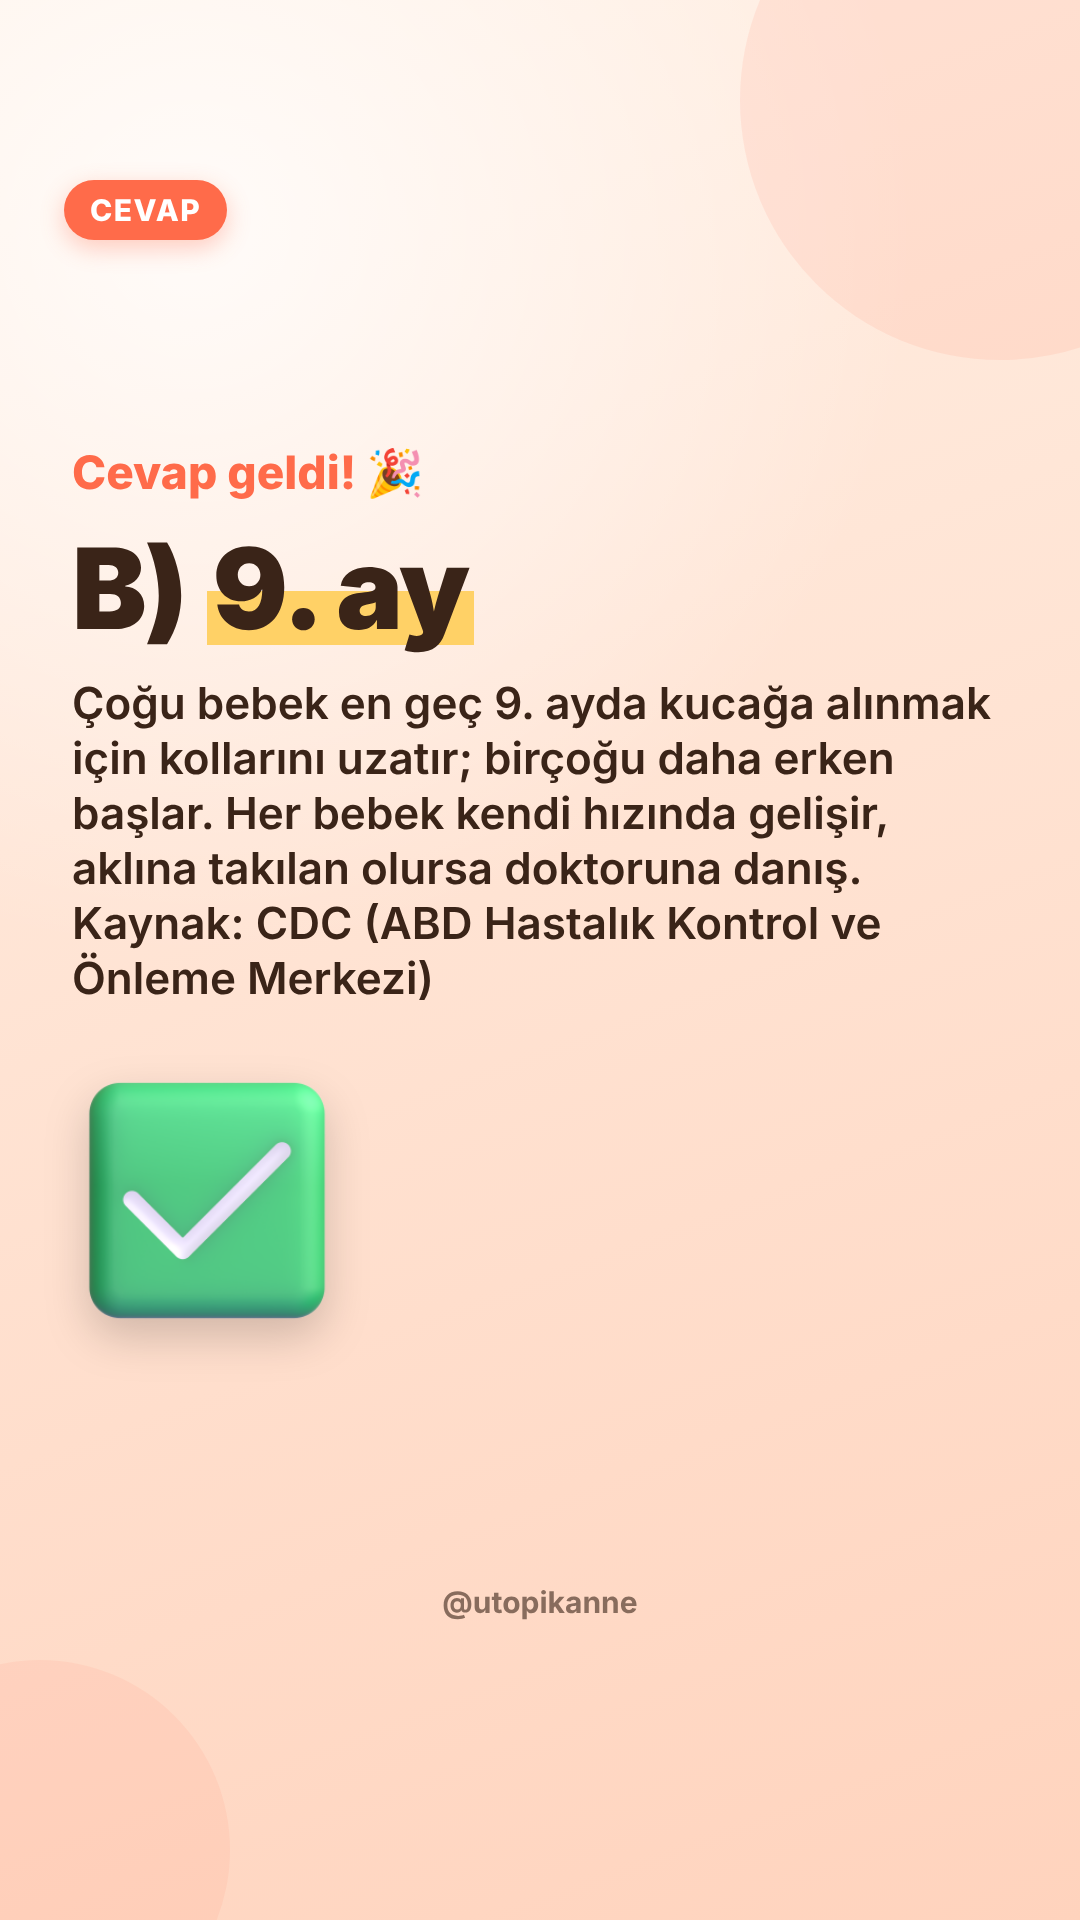 CEVAP
Cevap geldi! 🎉
B) 9. ay
Çoğu bebek en geç 9. ayda kucağa alınmak
için kollarını uzatır; birçoğu daha erken
başlar. Her bebek kendi hızında gelişir,
aklına takılan olursa doktoruna danış.
Kaynak: CDC (ABD Hastalık Kontrol ve
Önleme Merkezi)
@utopikanne